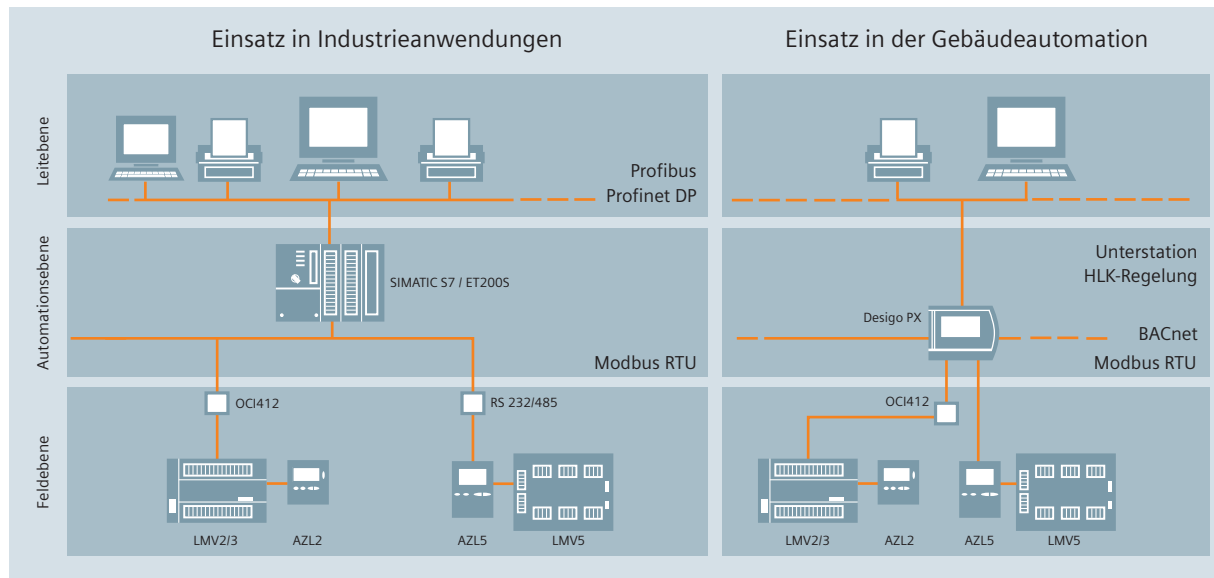 Einsatz in Industrieanwendungen
Einsatz in der Gebäudeautomation
Leitebene
Profibus
Profinet DP
Automationsebene
SIMATIC S7 / ET200S
Modbus RTU
Unterstation
HLK-Regelung
Desigo PX
BACnet
Modbus RTU
Feldebene
OCI412
RS 232/485
LMV2/3
AZL2
AZL5
LMV5
OCI412
LMV2/3
AZL2
AZL5
LMV5